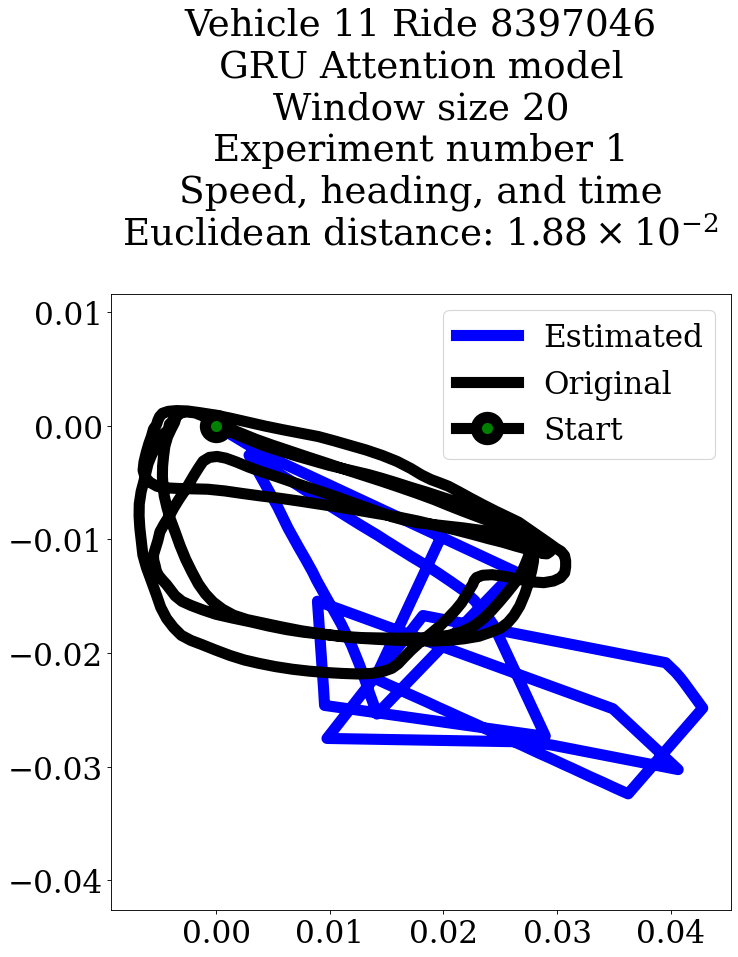 Vehicle 11 Ride 8397046
GRU Attention model
Window size 20
Experiment number 1
Speed, heading, and time
Euclidean distance: 1.88 × 10⁻²
Estimated
Original
Start
0.01
0.00
−0.01
−0.02
−0.03
−0.04
0.00 0.01 0.02 0.03 0.04